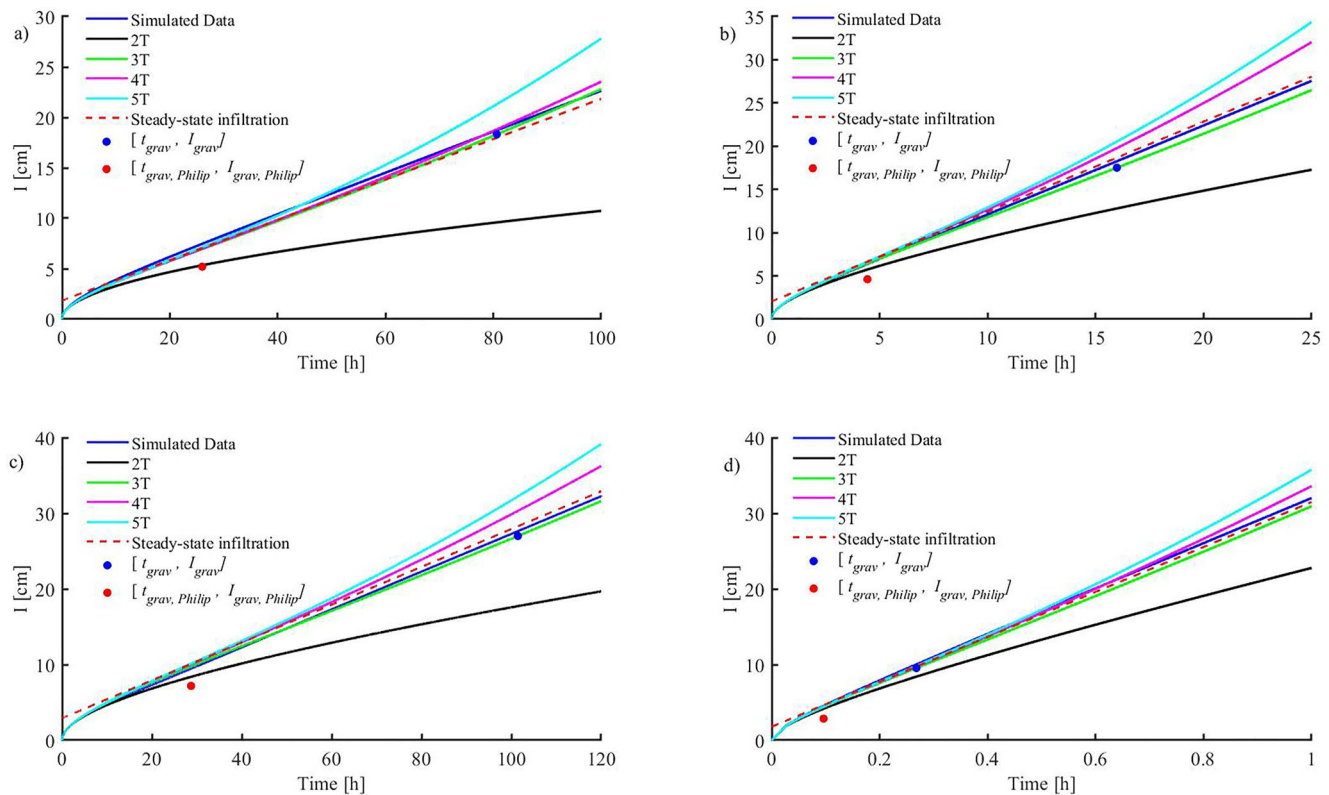 a)
30
25
20
15
10
5
0
I [cm]
Simulated Data
2T
3T
4T
5T
Steady-state infiltration
[ t_grav , I_grav]
[ t_grav, Philip , I_grav, Philip]
0 20 40 60 80 100
Time [h]
b)
35
30
25
20
15
10
5
0
I [cm]
Simulated Data
2T
3T
4T
5T
Steady-state infiltration
[ t_grav , I_grav]
[ t_grav, Philip , I_grav, Philip]
0 5 10 15 20 25
Time [h]
c)
40
30
20
10
0
I [cm]
Simulated Data
2T
3T
4T
5T
Steady-state infiltration
[ t_grav , I_grav]
[ t_grav, Philip , I_grav, Philip]
0 20 40 60 80 100 120
Time [h]
d)
40
30
20
10
0
I [cm]
Simulated Data
2T
3T
4T
5T
Steady-state infiltration
[ t_grav , I_grav]
[ t_grav, Philip , I_grav, Philip]
0 0.2 0.4 0.6 0.8 1
Time [h]